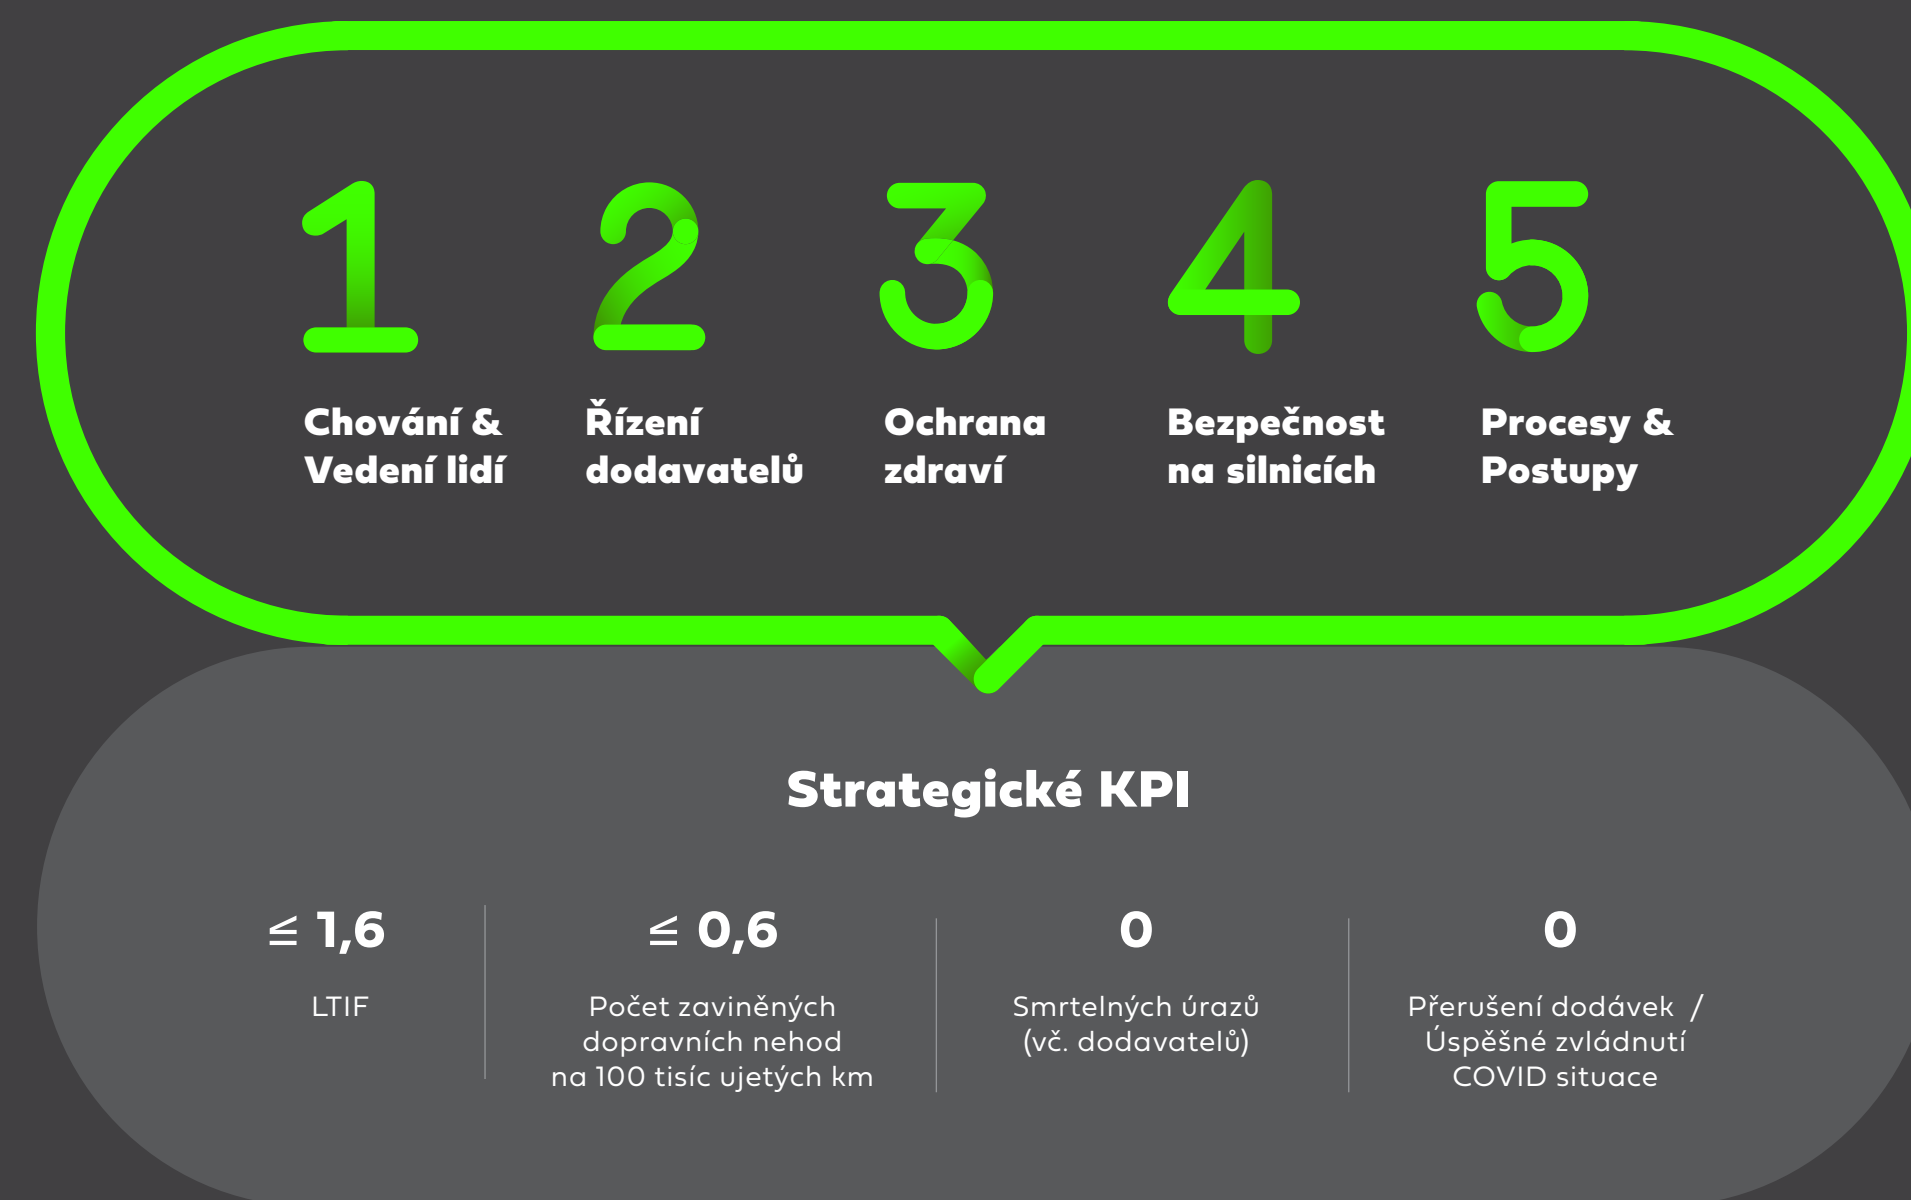 1 2 3 4 5
Chování &
Vedení lidí
Řízení
dodavatelů
Ochrana
zdraví
Bezpečnost
na silnicích
Procesy &
Postupy
Strategické KPI
≦ 1,6
LTIF
≦ 0,6
Počet zaviněných
dopravních nehod
na 100 tisíc ujetých km
0
Smrtelných úrazů
(vč. dodavatelů)
0
Přerušení dodávek /
Úspěšné zvládnutí
COVID situace